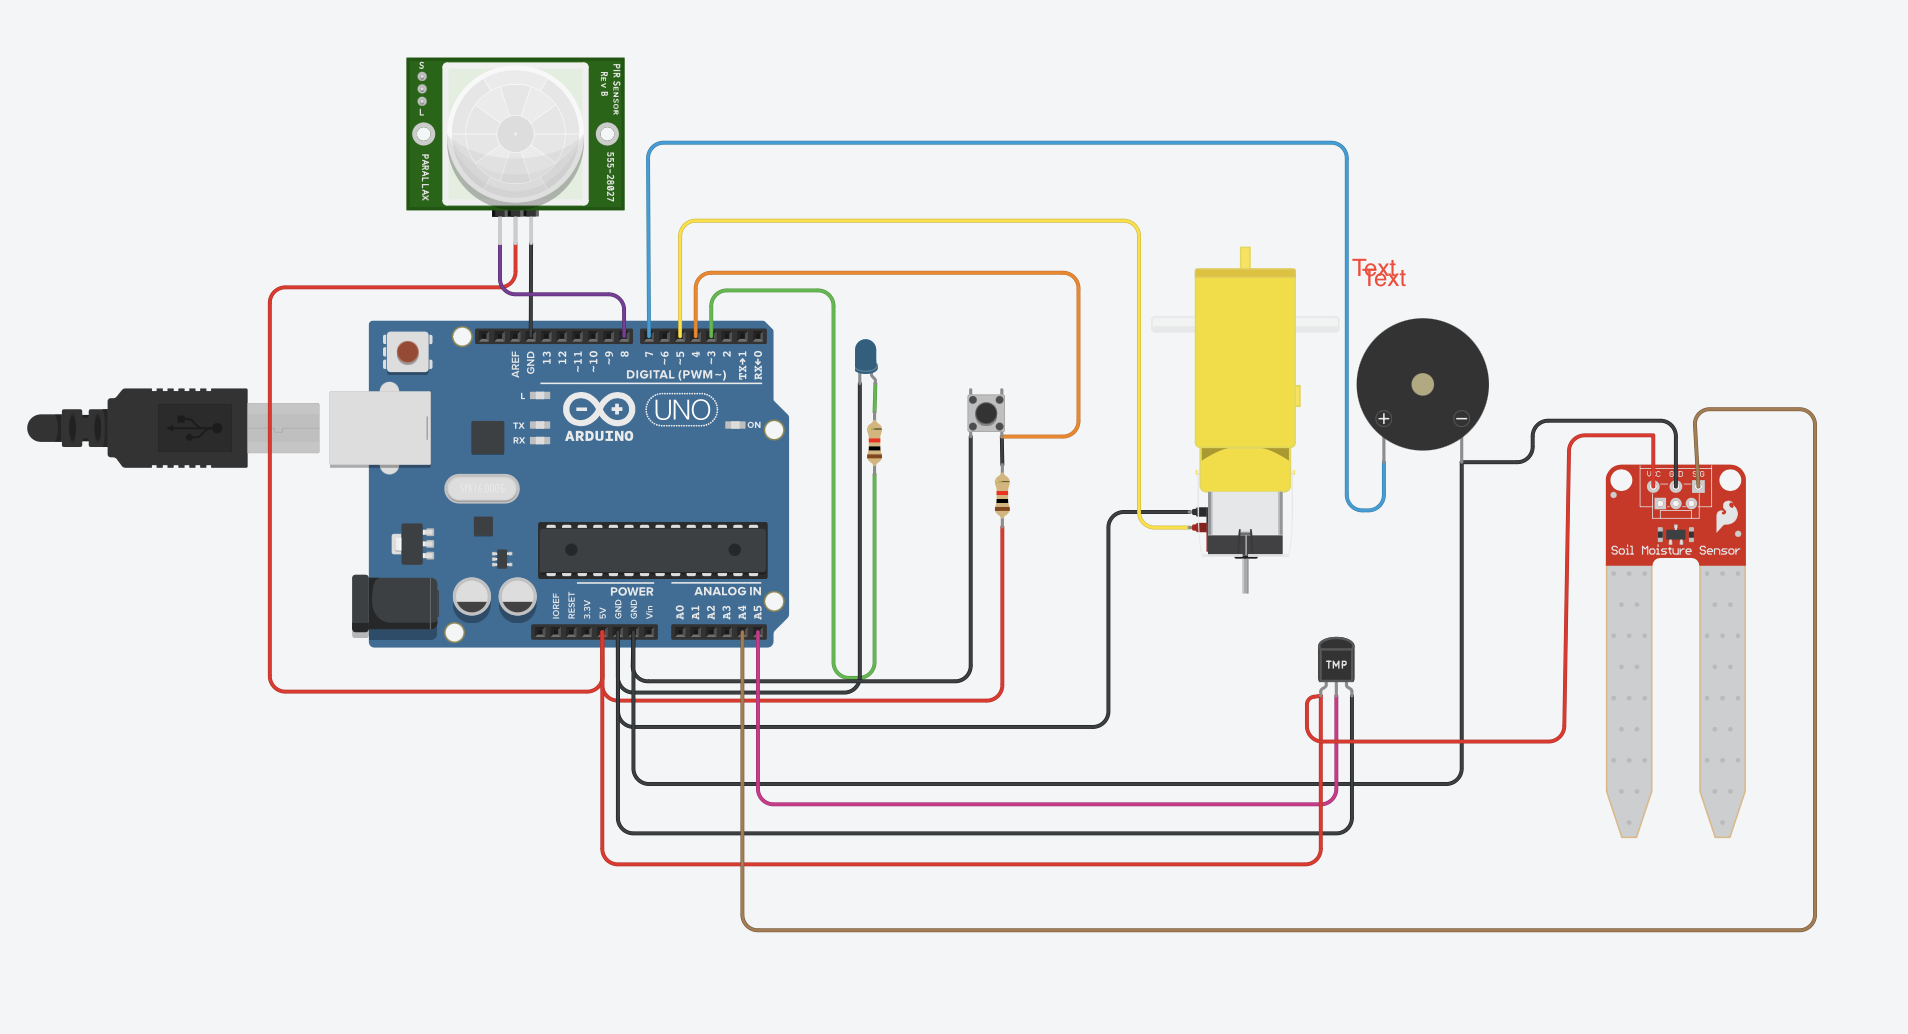 S
L
PARALLAX
PIR SENSOR
REV B
555-28027
Text
Text
AREF
GND
13
12
~11
~10
~9
8
7
~6
~5
4
~3
2
TX→1
RX←0
DIGITAL (PWM~)
L
TX
RX
ARDUINO
UNO
ON
+
−
VCC
GND
SIG
Soil Moisture Sensor
POWER
ANALOG IN
IOREF
RESET
3.3V
5V
GND
GND
Vin
A0
A1
A2
A3
A4
A5
TMP